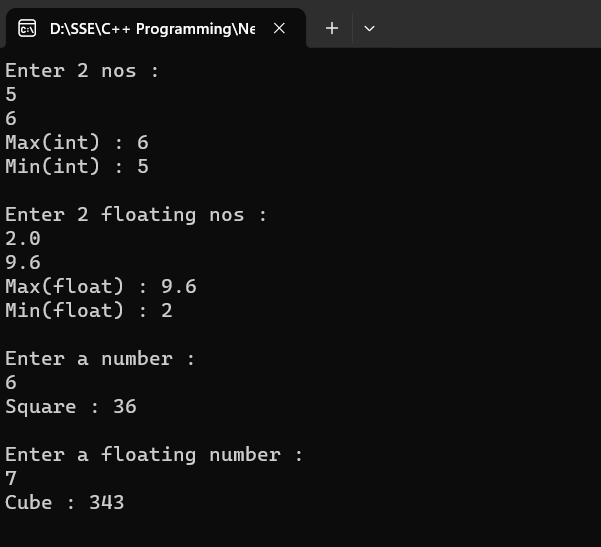 D:\SSE\C++ Programming\Ne
Enter 2 nos :
5
6
Max(int) : 6
Min(int) : 5
Enter 2 floating nos :
2.0
9.6
Max(float) : 9.6
Min(float) : 2
Enter a number :
6
Square : 36
Enter a floating number :
7
Cube : 343